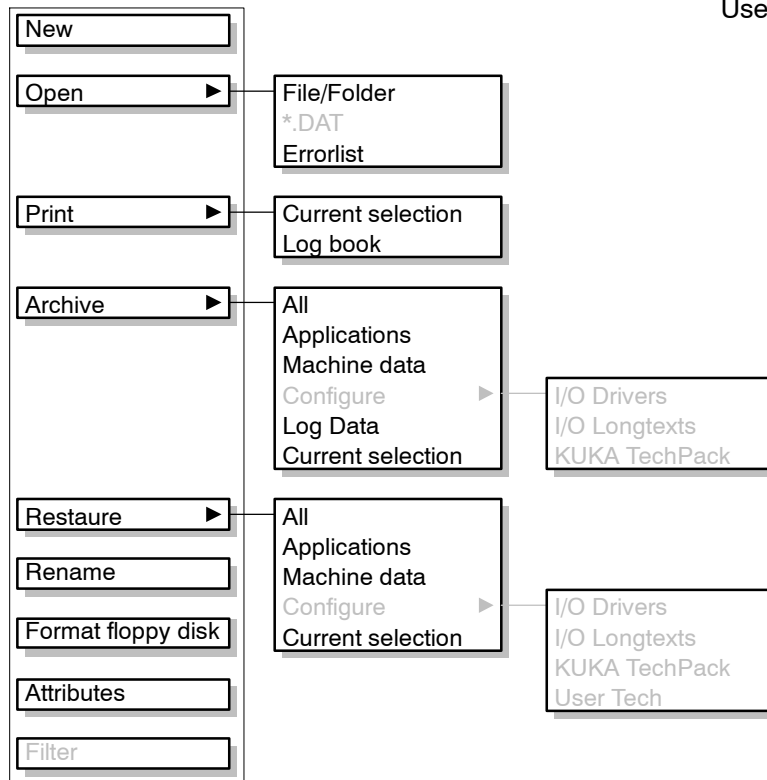 Use
New
Open
File/Folder
*.DAT
Errorlist
Print
Current selection
Log book
Archive
All
Applications
Machine data
Configure
Log Data
Current selection
I/O Drivers
I/O Longtexts
KUKA TechPack
Restaure
All
Applications
Machine data
Configure
Current selection
I/O Drivers
I/O Longtexts
KUKA TechPack
User Tech
Rename
Format floppy disk
Attributes
Filter